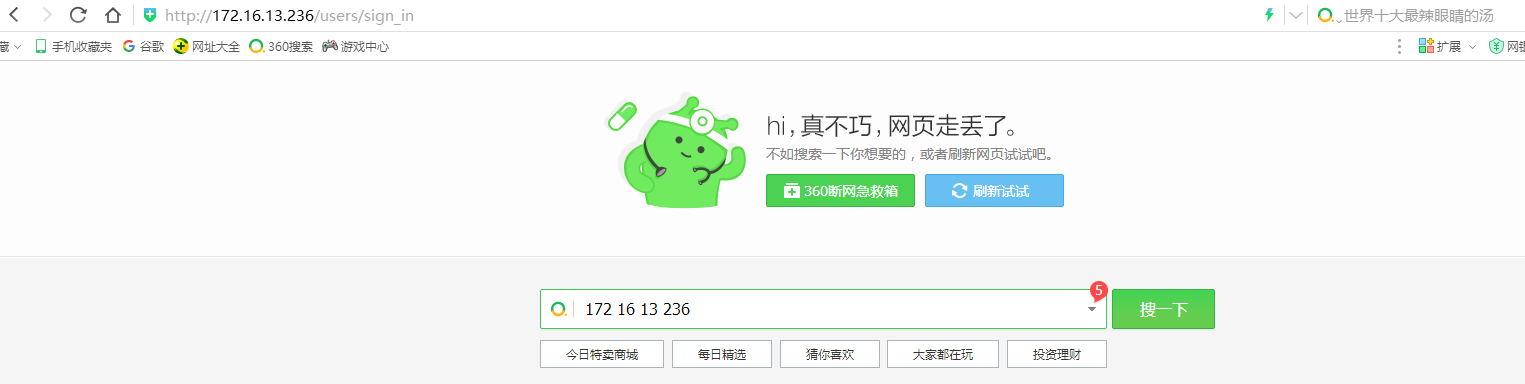 http://172.16.13.236/users/sign_in
世界十大最辣眼睛的汤
藏 手机收藏夹 谷歌 网址大全 360搜索 游戏中心 扩展 网银
hi，真不巧，网页走丢了。
不如搜索一下你想要的，或者刷新网页试试吧。
360断网急救箱 刷新试试
5
172 16 13 236 搜一下
今日特卖商城 每日精选 猜你喜欢 大家都在玩 投资理财